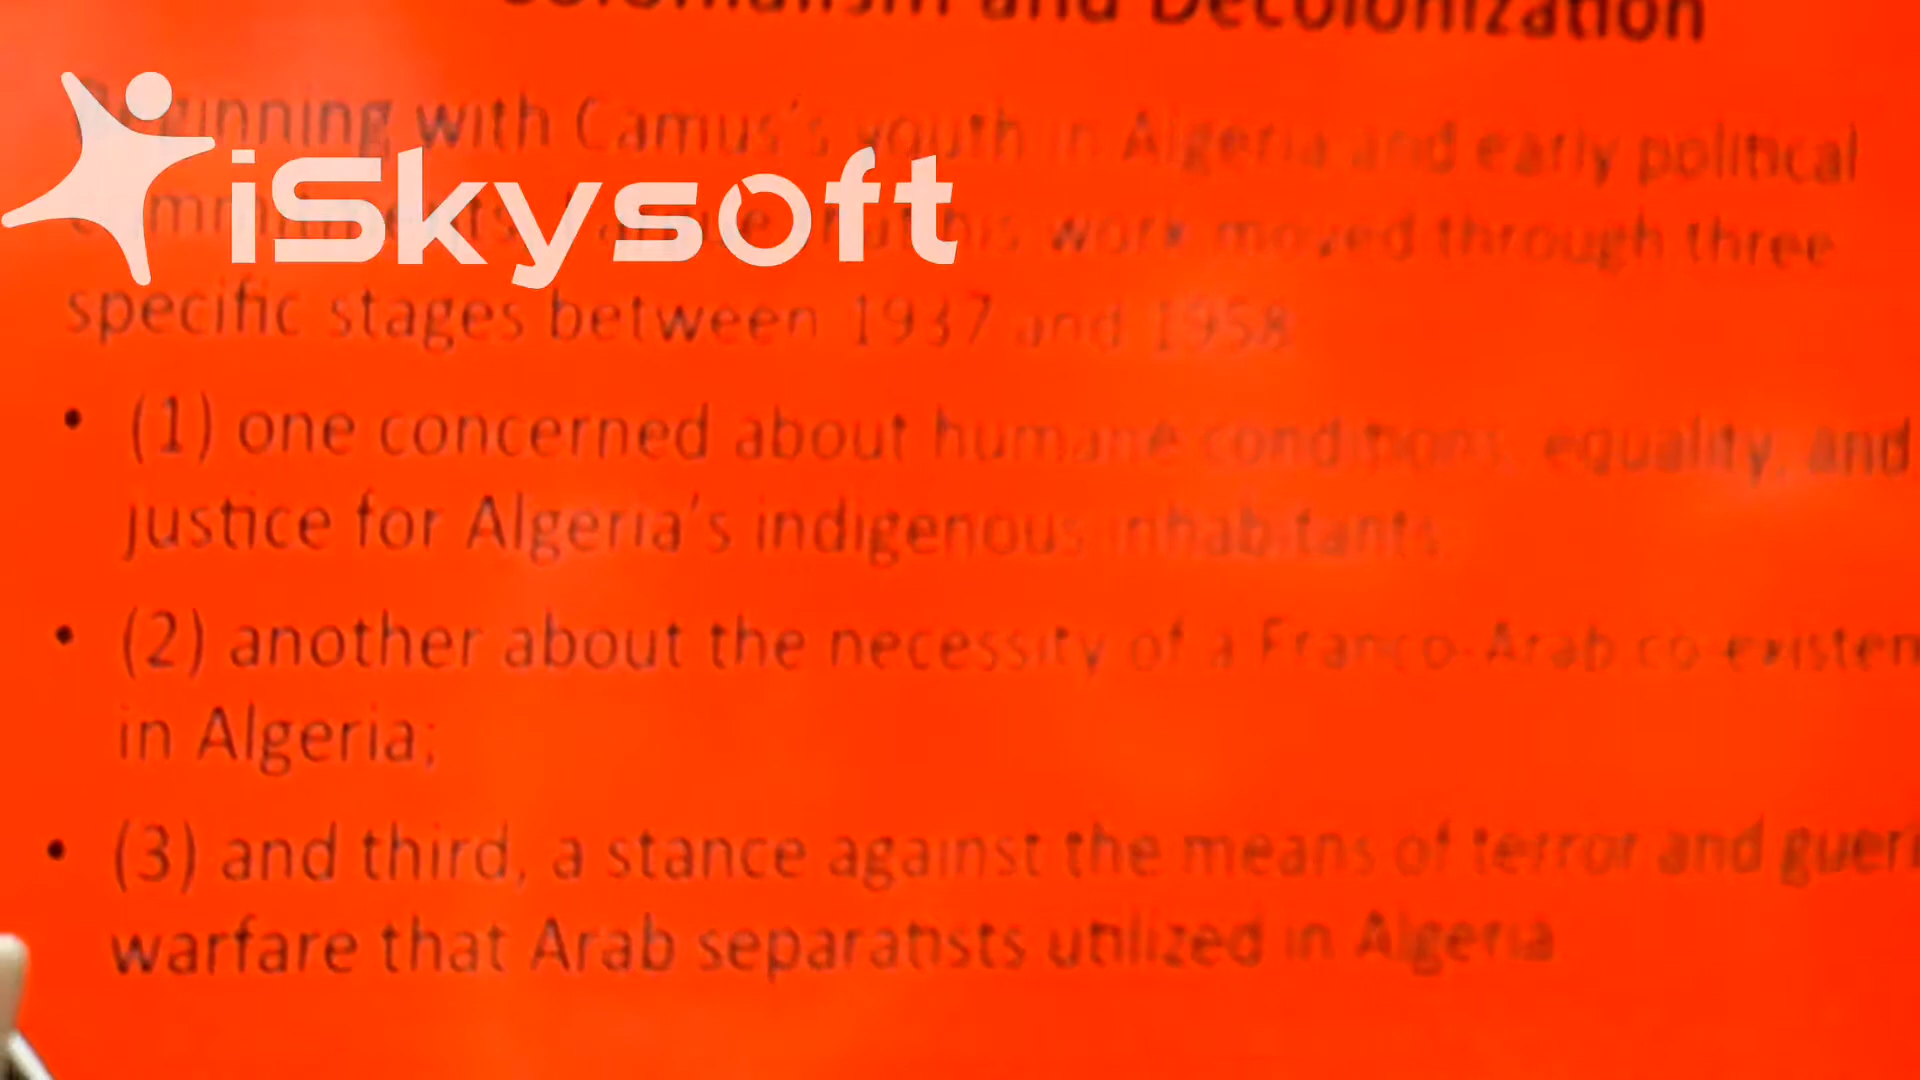 Colonialism and Decolonization
iSkysoft
Beginning with Camus's youth in Algeria and early political
this work moved through three
specific stages between 1937 and 1958
• (1) one concerned about humane conditions, equality, and
justice for Algeria's indigenous inhabitants
• (2) another about the necessity of a Franco-Arab co-existen
in Algeria;
• (3) and third, a stance against the means of terror and gueri
warfare that Arab separatists utilized in Algeria